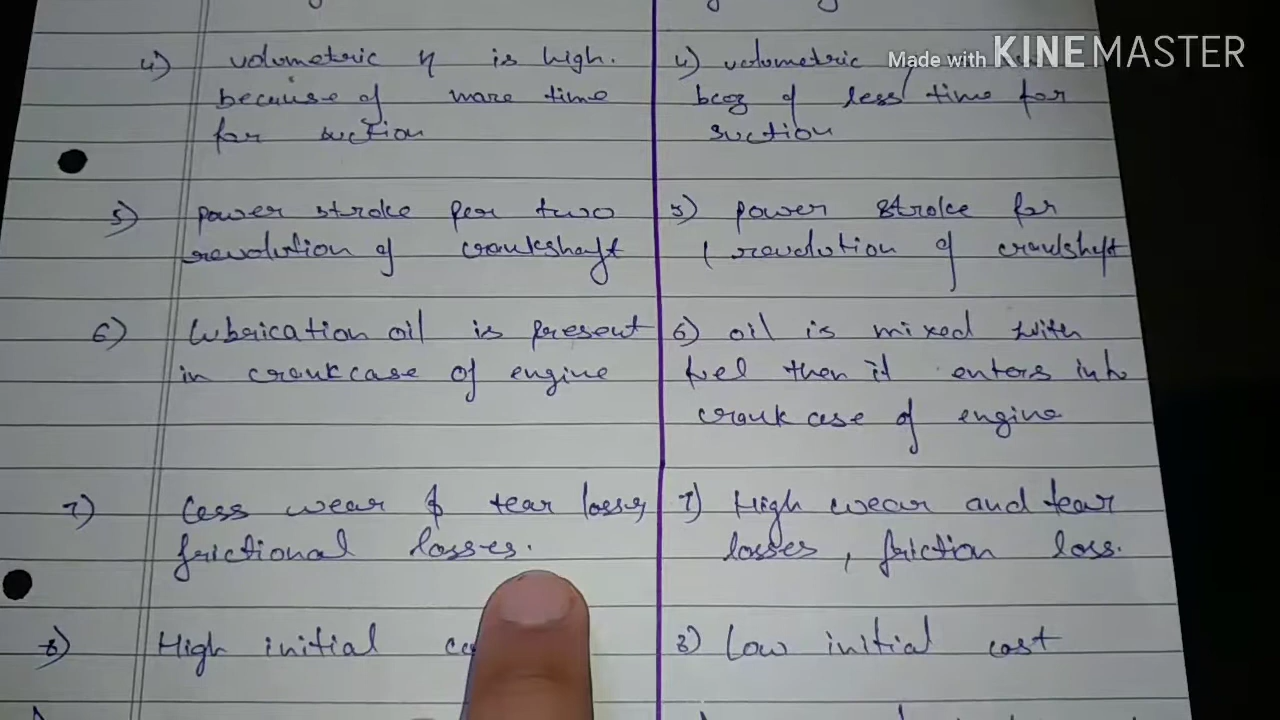 4) volumetric η is high.
because of more time
for suction
5) power stroke per two
revolution of crankshaft
6) Lubrication oil is present
in crankcase of engine
7) Less wear & tear losses,
frictional losses.
8) High initial
4) volumetric
bcoz of less time for
suction
5) power stroke for
1 revolution of crankshaft
6) oil is mixed with
fuel then it enters into
crank case of engine
7) High wear and tear
losses, friction loss.
8) Low initial cost
Made with KINEMASTER